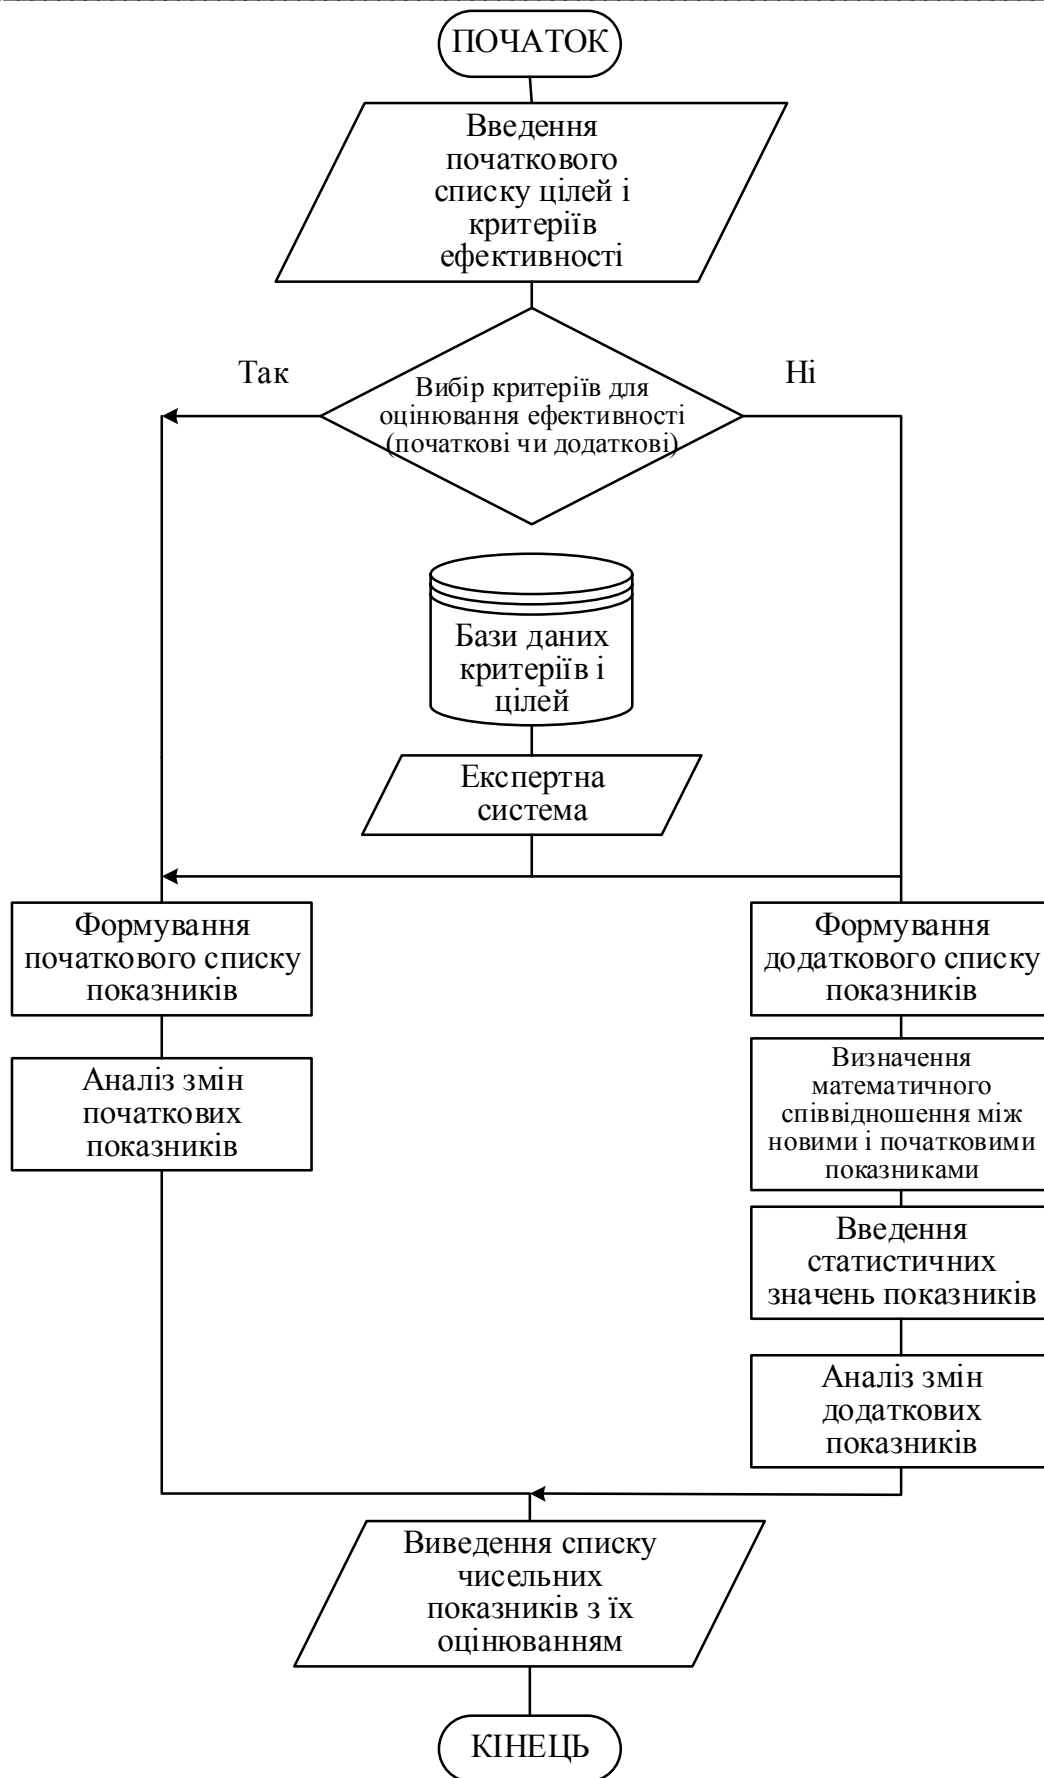 ПОЧАТОК
Введення
початкового
списку цілей і
критеріїв
ефективності
Так
Ні
Вибір критеріїв для
оцінювання ефективності
(початкові чи додаткові)
Бази даних
критеріїв і
цілей
Експертна
система
Формування
початкового списку
показників
Формування
додаткового списку
показників
Аналіз змін
початкових
показників
Визначення
математичного
співвідношення між
новими і початковими
показниками
Введення
статистичних
значень показників
Аналіз змін
додаткових
показників
Виведення списку
чисельних
показників з їх
оцінюванням
КІНЕЦЬ